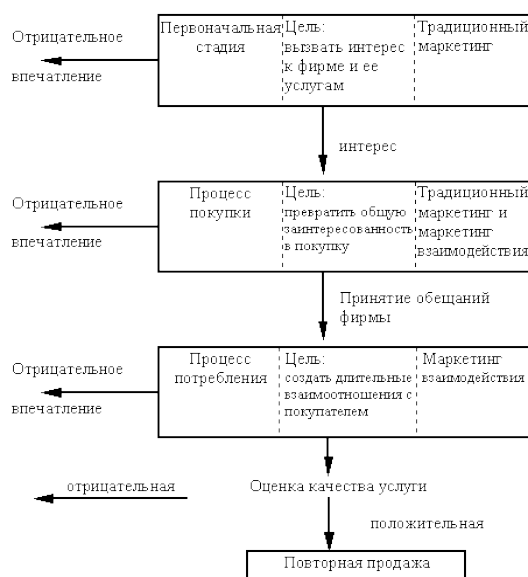 Отрицательное
впечатление
Первоначальная
стадия
Цель:
вызвать интерес
к фирме и ее
услугам
Традиционный
маркетинг
интерес
Отрицательное
впечатление
Процесс
покупки
Цель:
превратить общую
заинтересованность
в покупку
Традиционный
маркетинг и
маркетинг
взаимодействия
Принятие обещаний
фирмы
Отрицательное
впечатление
Процесс
потребления
Цель:
создать длительные
взаимоотношения с
покупателем
Маркетинг
взаимодействия
отрицательная
Оценка качества услуги
положительная
Повторная продажа